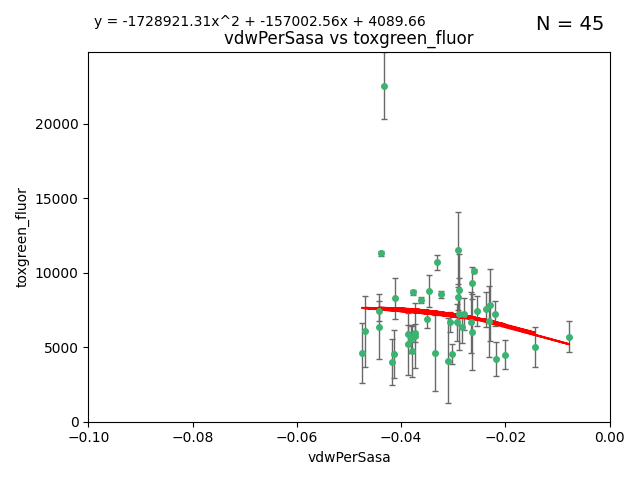 y = -1728921.31x^2 + -157002.56x + 4089.66
N = 45
vdwPerSasa vs toxgreen_fluor
toxgreen_fluor
20000
15000
10000
5000
0
−0.10
−0.08
−0.06
−0.04
−0.02
0.00
vdwPerSasa